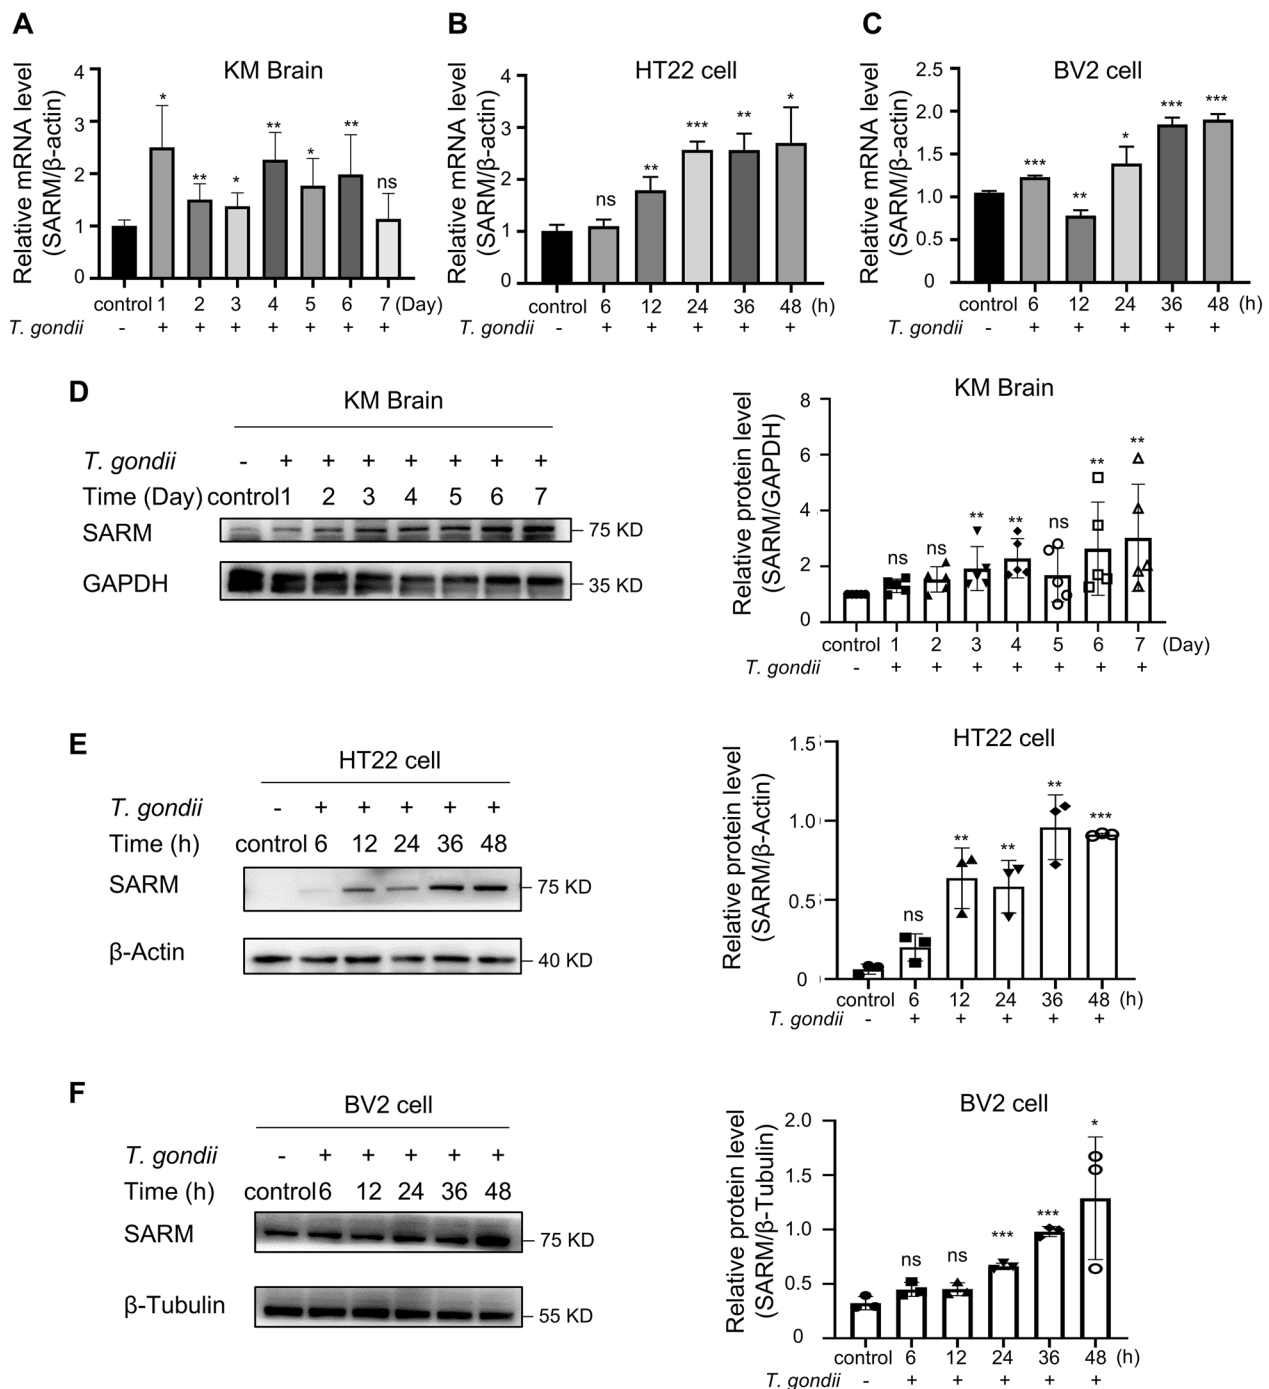 A
KM Brain
Relative mRNA level
(SARM/β-actin)
4
3
2
1
0
* ** * ** * ** ns
control 1 2 3 4 5 6 7 (Day)
T. gondii - + + + + + + +
B
HT22 cell
Relative mRNA level
(SARM/β-actin)
4
3
2
1
0
ns ** *** ** *
control 6 12 24 36 48 (h)
T. gondii - + + + + +
C
BV2 cell
Relative mRNA level
(SARM/β-actin)
2.5
2.0
1.5
1.0
0.5
0
*** ** * *** ***
control 6 12 24 36 48 (h)
T. gondii - + + + + +
D
KM Brain
T. gondii - + + + + + + +
Time (Day) control 1 2 3 4 5 6 7
SARM 75 KD
GAPDH 35 KD
KM Brain
Relative protein level
(SARM/GAPDH)
8
6
4
2
0
ns ns ** ** ns ** **
control 1 2 3 4 5 6 7 (Day)
T. gondii - + + + + + + +
E
HT22 cell
T. gondii - + + + + +
Time (h) control 6 12 24 36 48
SARM 75 KD
β-Actin 40 KD
HT22 cell
Relative protein level
(SARM/β-Actin)
1.5
1.0
0.5
0
ns ** ** ** ***
control 6 12 24 36 48 (h)
T. gondii - + + + + +
F
BV2 cell
T. gondii - + + + + +
Time (h) control 6 12 24 36 48
SARM 75 KD
β-Tubulin 55 KD
BV2 cell
Relative protein level
(SARM/β-Tubulin)
2.0
1.5
1.0
0.5
0
ns ns *** *** *
control 6 12 24 36 48 (h)
T. gondii - + + + + +